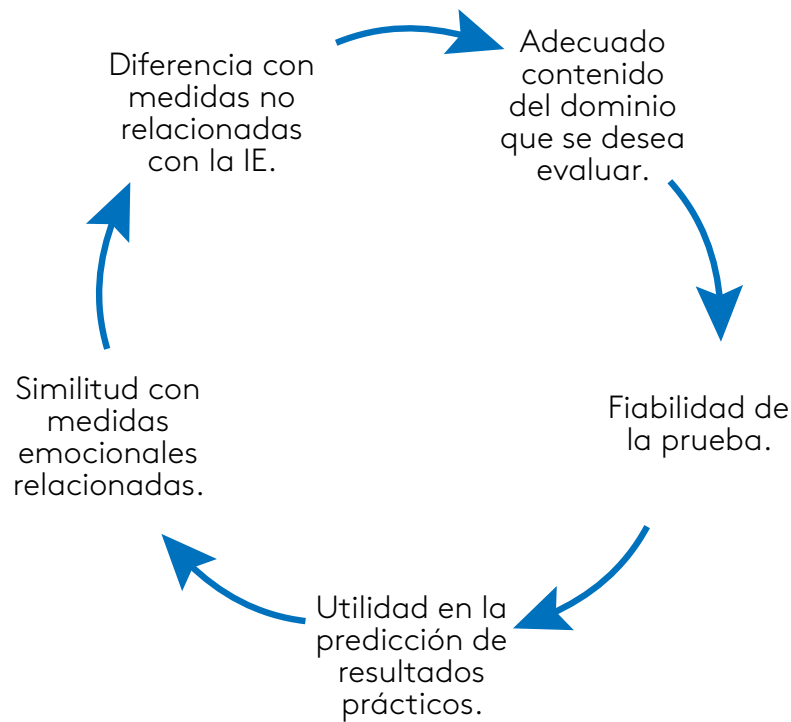 Diferencia con
medidas no
relacionadas
con la IE.
Adecuado
contenido
del dominio
que se desea
evaluar.
Fiabilidad de
la prueba.
Utilidad en la
predicción de
resultados
prácticos.
Similitud con
medidas
emocionales
relacionadas.